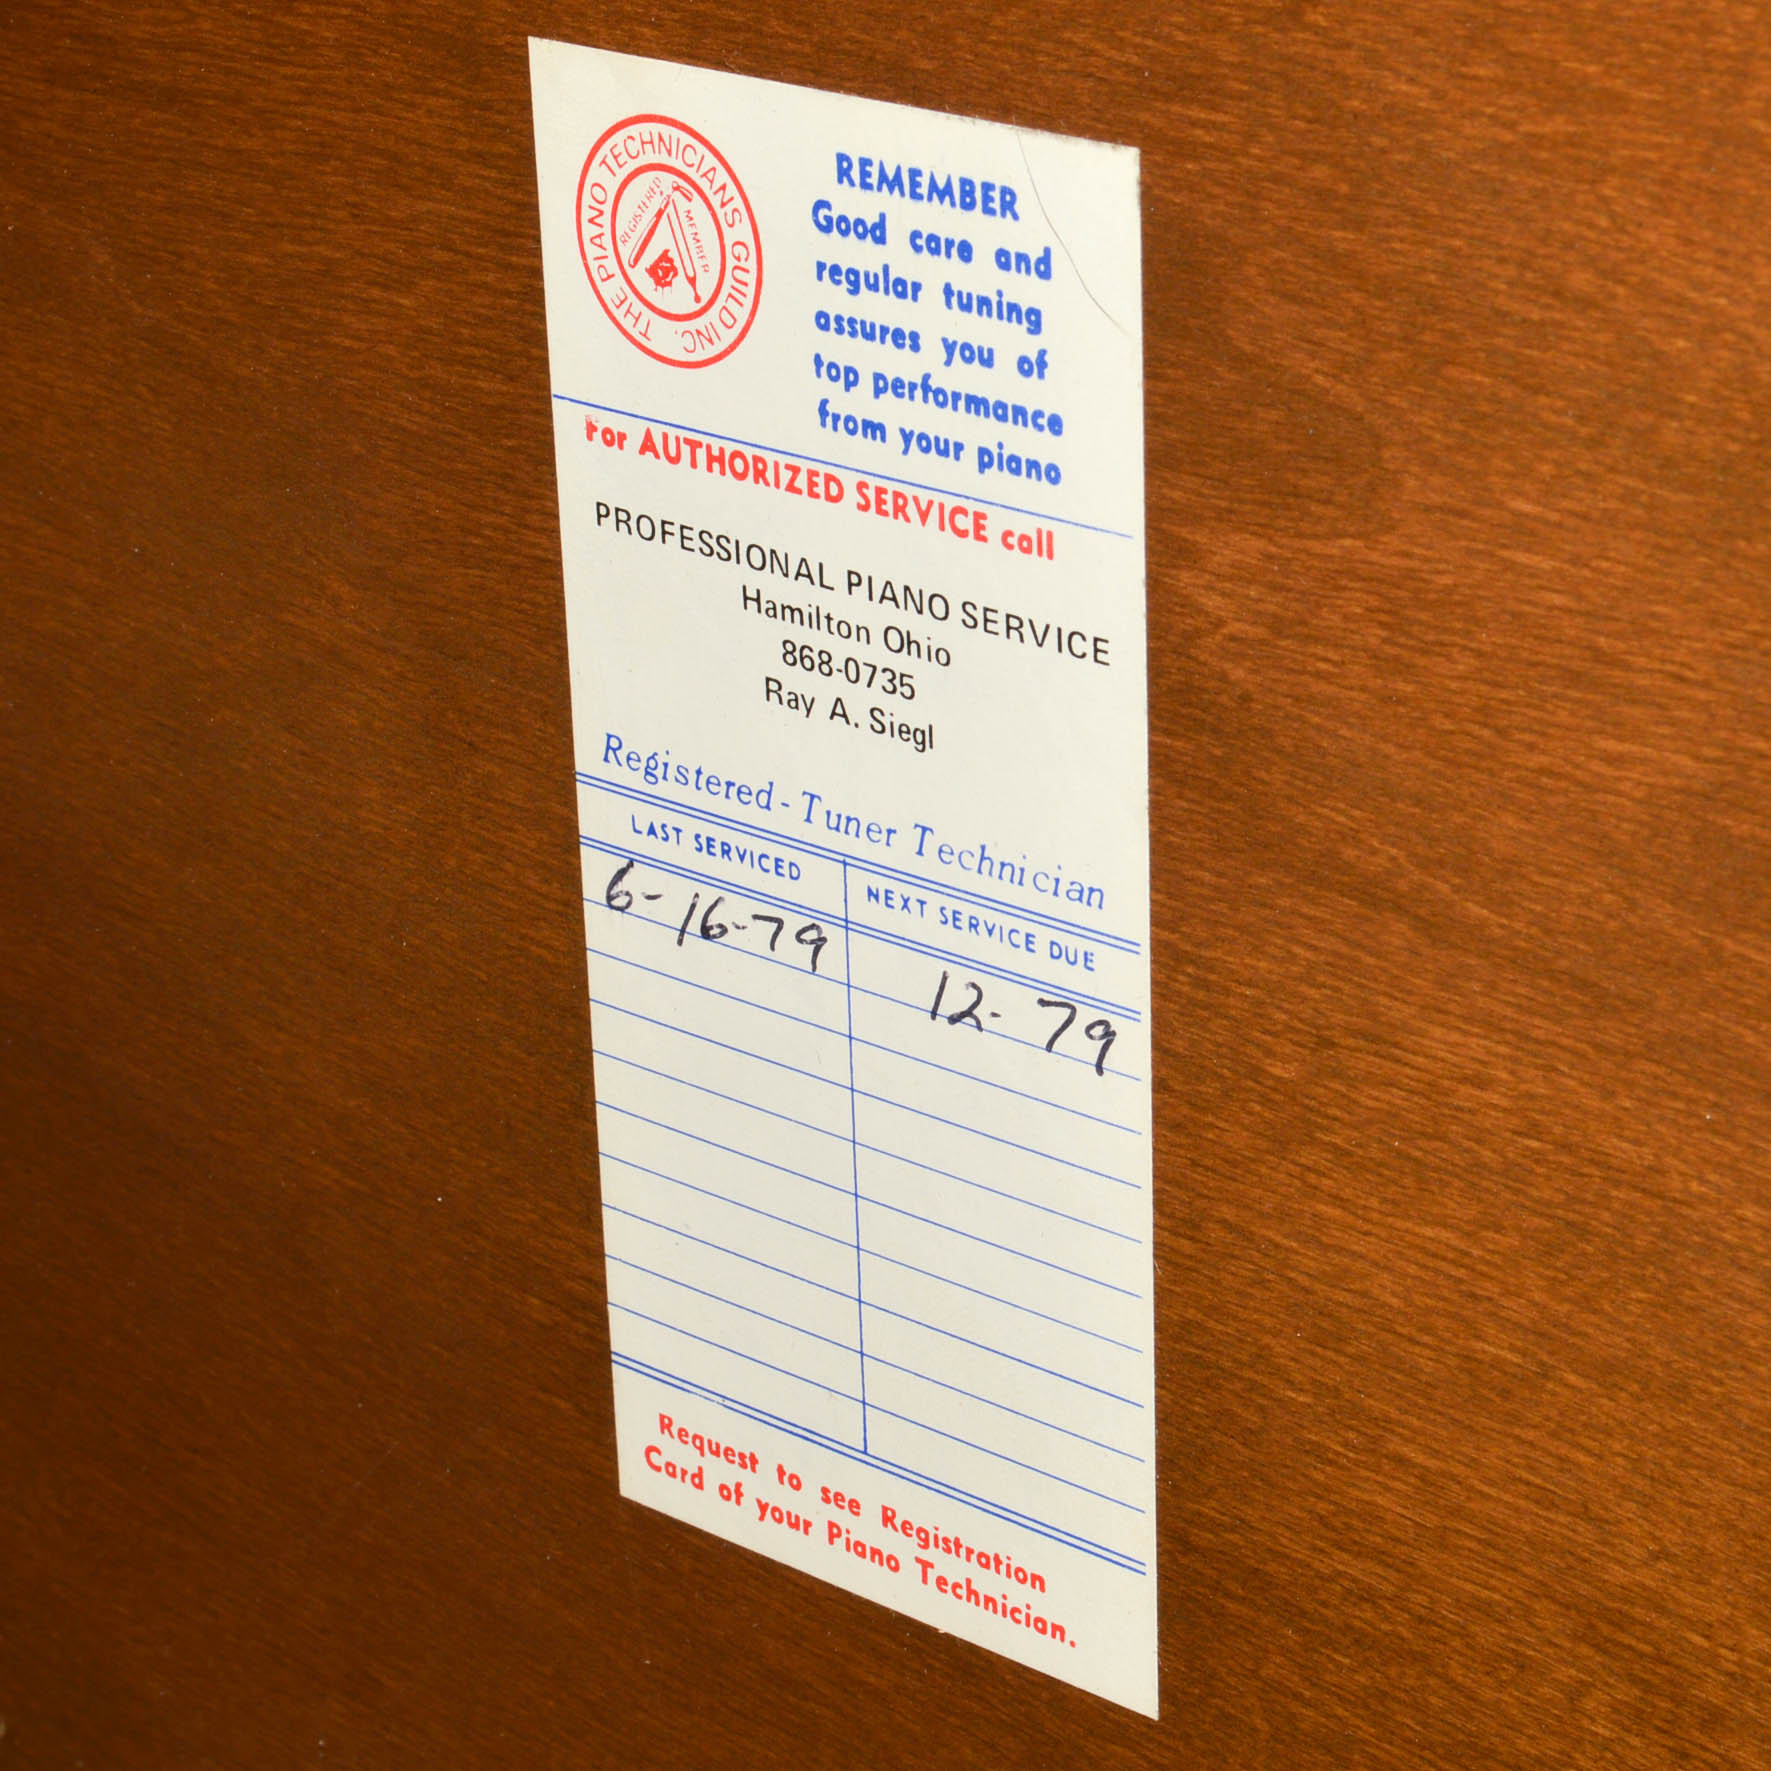 THE PIANO TECHNICIANS GUILD INC.
REGISTERED MEMBER
REMEMBER
Good care and
regular tuning
assures you of
top performance
from your piano
For AUTHORIZED SERVICE call
PROFESSIONAL PIANO SERVICE
Hamilton Ohio
868-0735
Ray A. Siegl
Registered-Tuner Technician
LAST SERVICED NEXT SERVICE DUE
6-16-79 12-79
Request to see Registration
Card of your Piano Technician.